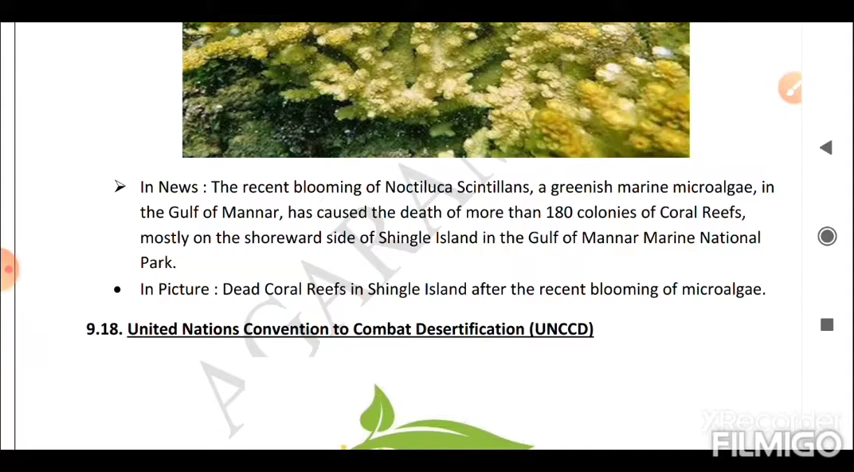 ➢ In News : The recent blooming of Noctiluca Scintillans, a greenish marine microalgae, in
the Gulf of Mannar, has caused the death of more than 180 colonies of Coral Reefs,
mostly on the shoreward side of Shingle Island in the Gulf of Mannar Marine National
Park.
• In Picture : Dead Coral Reefs in Shingle Island after the recent blooming of microalgae.
9.18. United Nations Convention to Combat Desertification (UNCCD)
AGARAM
XRecorder
FILMIGO